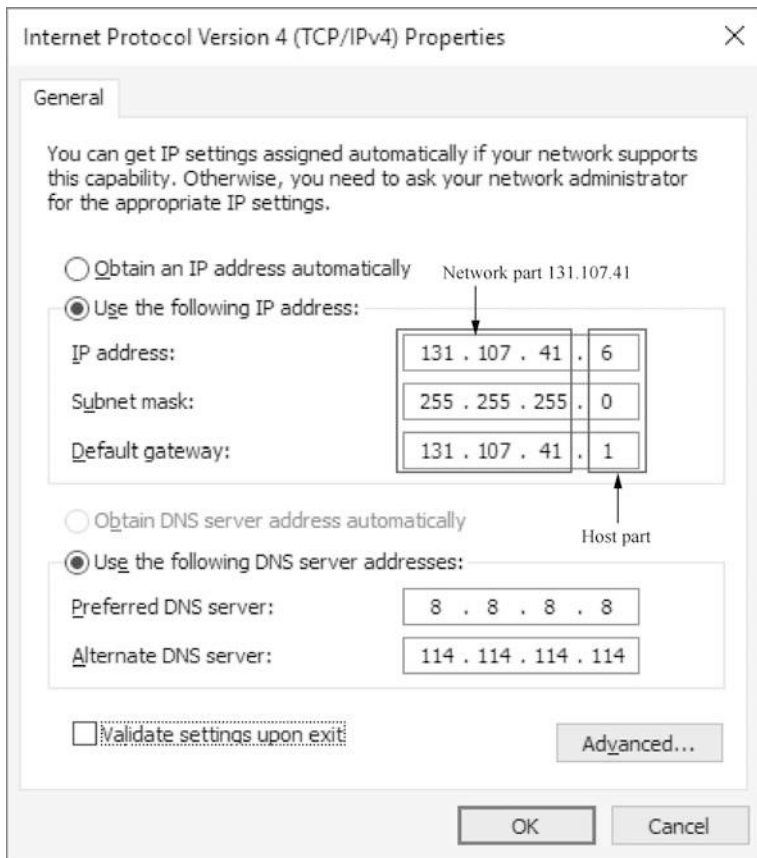 Internet Protocol Version 4 (TCP/IPv4) Properties
General
You can get IP settings assigned automatically if your network supports
this capability. Otherwise, you need to ask your network administrator
for the appropriate IP settings.
Obtain an IP address automatically
Network part 131.107.41
Use the following IP address:
IP address: 131 . 107 . 41 . 6
Subnet mask: 255 . 255 . 255 . 0
Default gateway: 131 . 107 . 41 . 1
Obtain DNS server address automatically
Host part
Use the following DNS server addresses:
Preferred DNS server: 8 . 8 . 8 . 8
Alternate DNS server: 114 . 114 . 114 . 114
Validate settings upon exit
Advanced...
OK Cancel